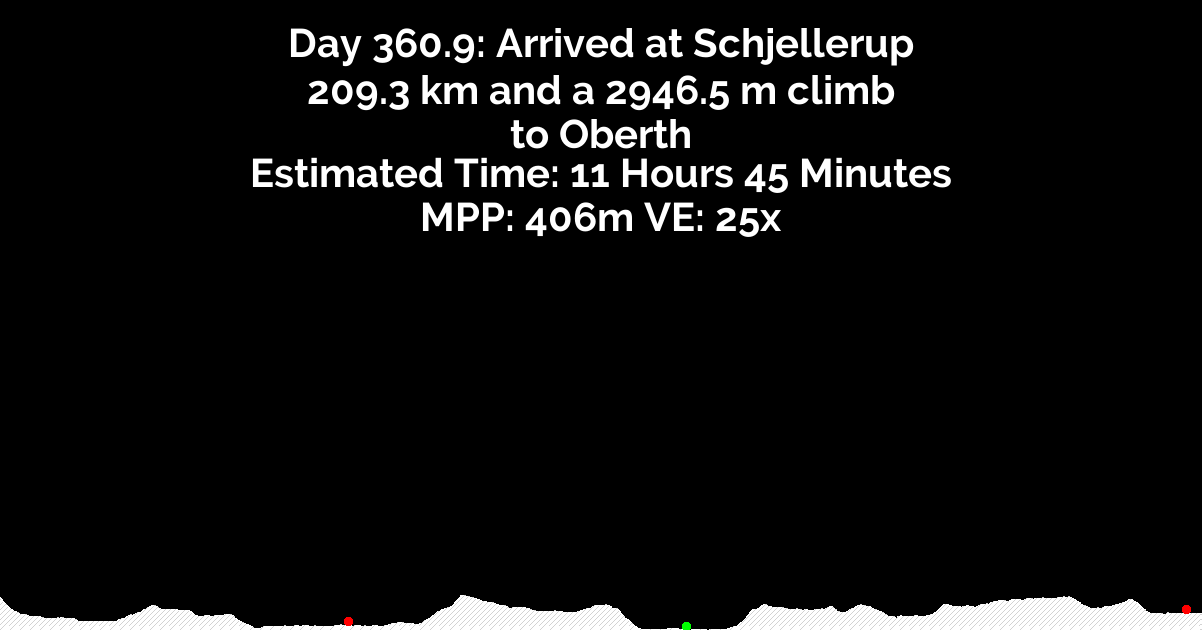 Day 360.9: Arrived at Schjellerup
209.3 km and a 2946.5 m climb
to Oberth
Estimated Time: 11 Hours 45 Minutes
MPP: 406m VE: 25x